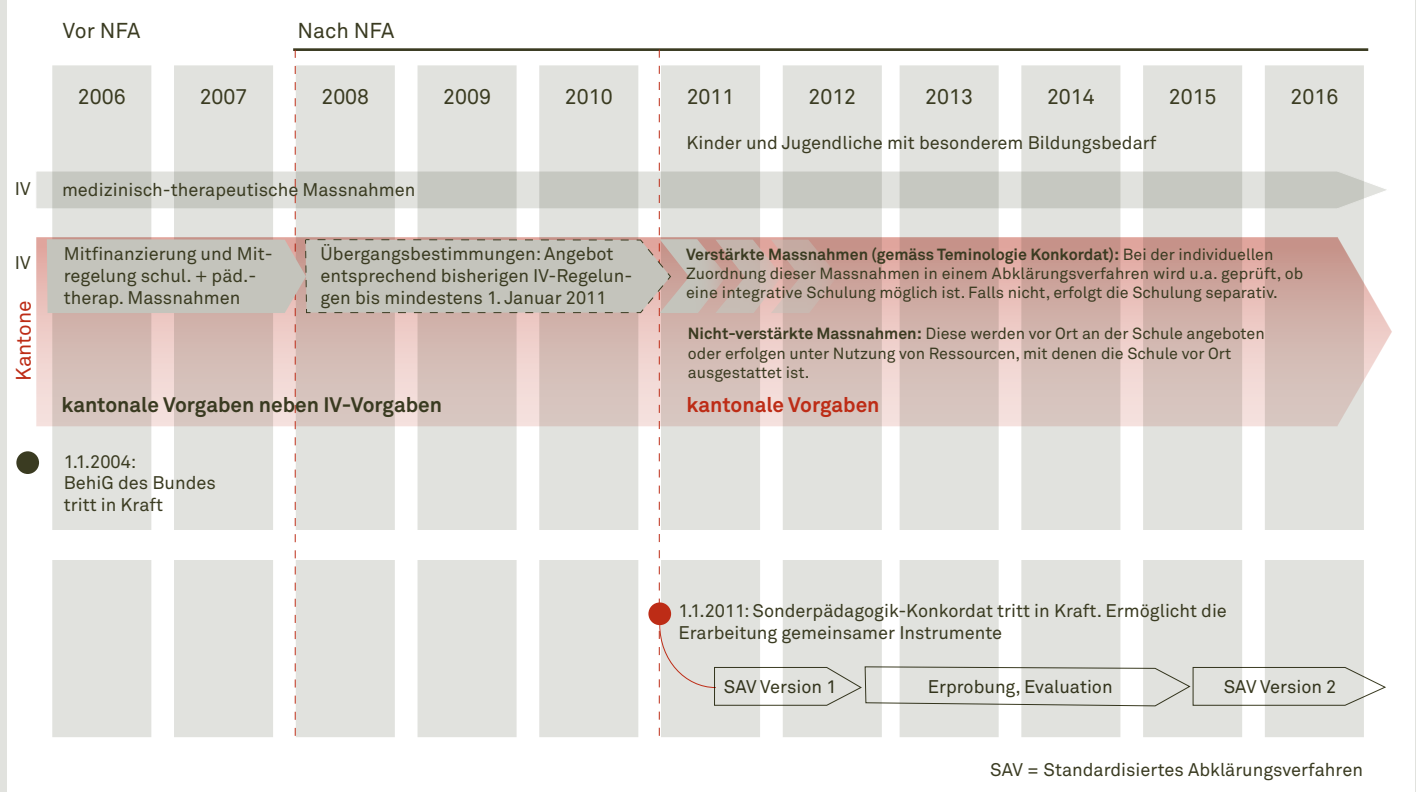 Vor NFA
Nach NFA
2006
2007
2008
2009
2010
2011
2012
2013
2014
2015
2016
Kinder und Jugendliche mit besonderem Bildungsbedarf
IV
medizinisch-therapeutische Massnahmen
IV
Kantone
Mitfinanzierung und Mit-
regelung schul. + päd.-
therap. Massnahmen
Übergangsbestimmungen: Angebot
entsprechend bisherigen IV-Regelun-
gen bis mindestens 1. Januar 2011
Verstärkte Massnahmen (gemäss Teminologie Konkordat): Bei der individuellen
Zuordnung dieser Massnahmen in einem Abklärungsverfahren wird u.a. geprüft, ob
eine integrative Schulung möglich ist. Falls nicht, erfolgt die Schulung separativ.
Nicht-verstärkte Massnahmen: Diese werden vor Ort an der Schule angeboten
oder erfolgen unter Nutzung von Ressourcen, mit denen die Schule vor Ort
ausgestattet ist.
kantonale Vorgaben neben IV-Vorgaben
kantonale Vorgaben
1.1.2004:
BehiG des Bundes
tritt in Kraft
1.1.2011: Sonderpädagogik-Konkordat tritt in Kraft. Ermöglicht die
Erarbeitung gemeinsamer Instrumente
SAV Version 1
Erprobung, Evaluation
SAV Version 2
SAV = Standardisiertes Abklärungsverfahren